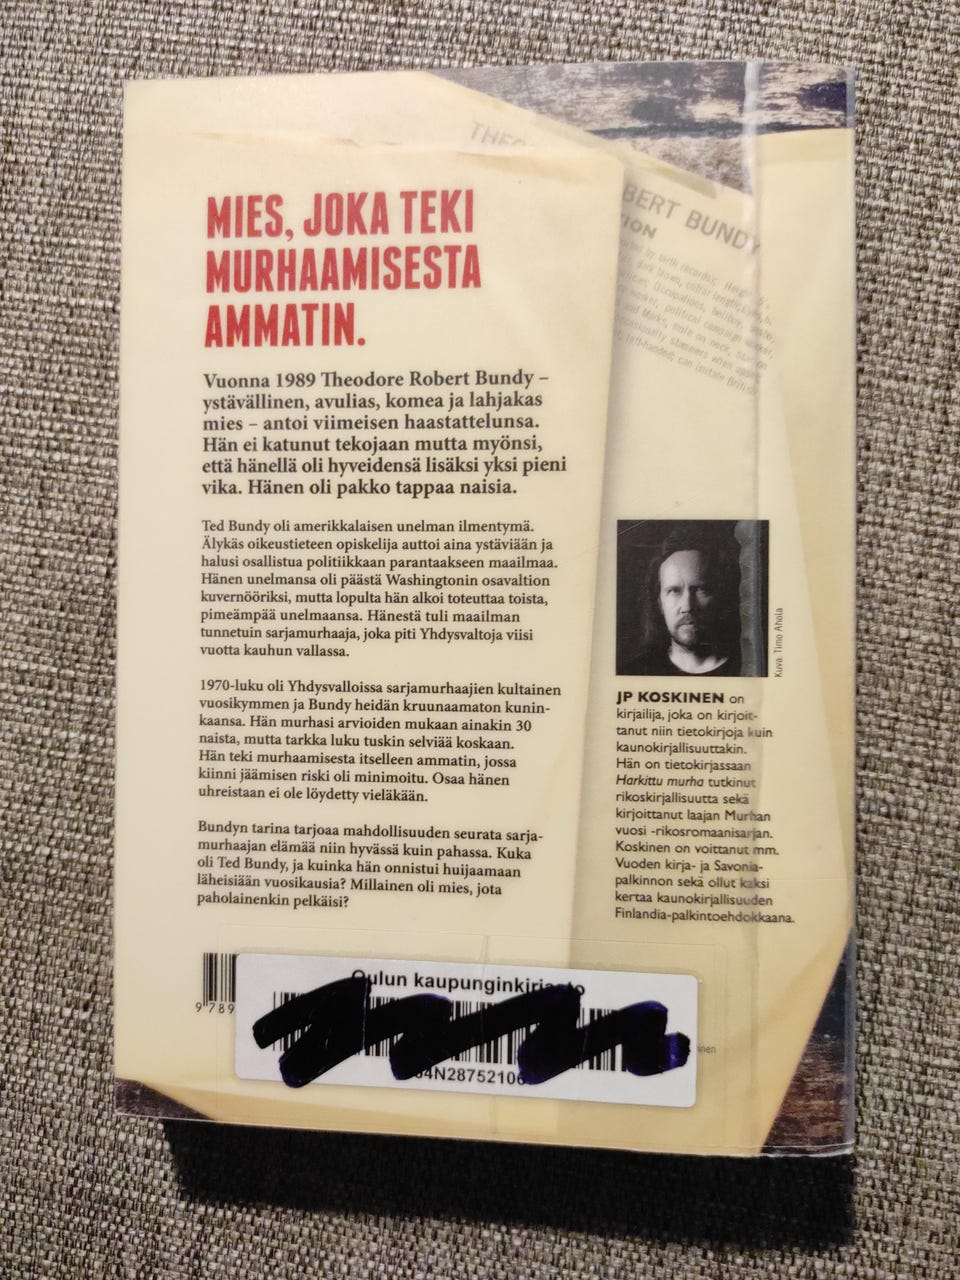 MIES, JOKA TEKI
MURHAAMISESTA
AMMATIN.
Vuonna 1989 Theodore Robert Bundy –
ystävällinen, avulias, komea ja lahjakas
mies – antoi viimeisen haastattelunsa.
Hän ei katunut tekojaan mutta myönsi,
että hänellä oli hyveidensä lisäksi yksi pieni
vika. Hänen oli pakko tappaa naisia.
Ted Bundy oli amerikkalaisen unelman ilmentymä.
Älykäs oikeustieteen opiskelija auttoi aina ystäviään ja
halusi osallistua politiikkaan parantaakseen maailmaa.
Hänen unelmansa oli päästä Washingtonin osavaltion
kuvernööriksi, mutta lopulta hän alkoi toteuttaa toista,
pimeämpää unelmaansa. Hänestä tuli maailman
tunnetuin sarjamurhaaja, joka piti Yhdysvaltoja viisi
vuotta kauhun vallassa.
1970-luku oli Yhdysvalloissa sarjamurhaajien kultainen
vuosikymmen ja Bundy heidän kruunaamaton kunin-
kaansa. Hän murhasi arvioiden mukaan ainakin 30
naista, mutta tarkka luku tuskin selviää koskaan.
Hän teki murhaamisesta itselleen ammatin, jossa
kiinni jäämisen riski oli minimoitu. Osaa hänen
uhreistaan ei ole löydetty vieläkään.
Bundyn tarina tarjoaa mahdollisuuden seurata sarja-
murhaajan elämää niin hyvässä kuin pahassa. Kuka
oli Ted Bundy, ja kuinka hän onnistui huijaamaan
läheisiään vuosikausia? Millainen oli mies, jota
paholainenkin pelkäisi?
BERT BUNDY
Kuva: Timo Ahola
JP KOSKINEN on
kirjailija, joka on kirjoit-
tanut niin tietokirjoja kuin
kaunokirjallisuuttakin.
Hän on tietokirjassaan
Harkittu murha tutkinut
rikoskirjallisuutta sekä
kirjoittanut laajan Murhan
vuosi -rikosromaanisarjan.
Koskinen on voittanut mm.
Vuoden kirja- ja Savonia-
palkinnon sekä ollut kaksi
kertaa kaunokirjallisuuden
Finlandia-palkintoehdokkaana.
9 789
Oulun kaupunginkirjasto
64N2875210